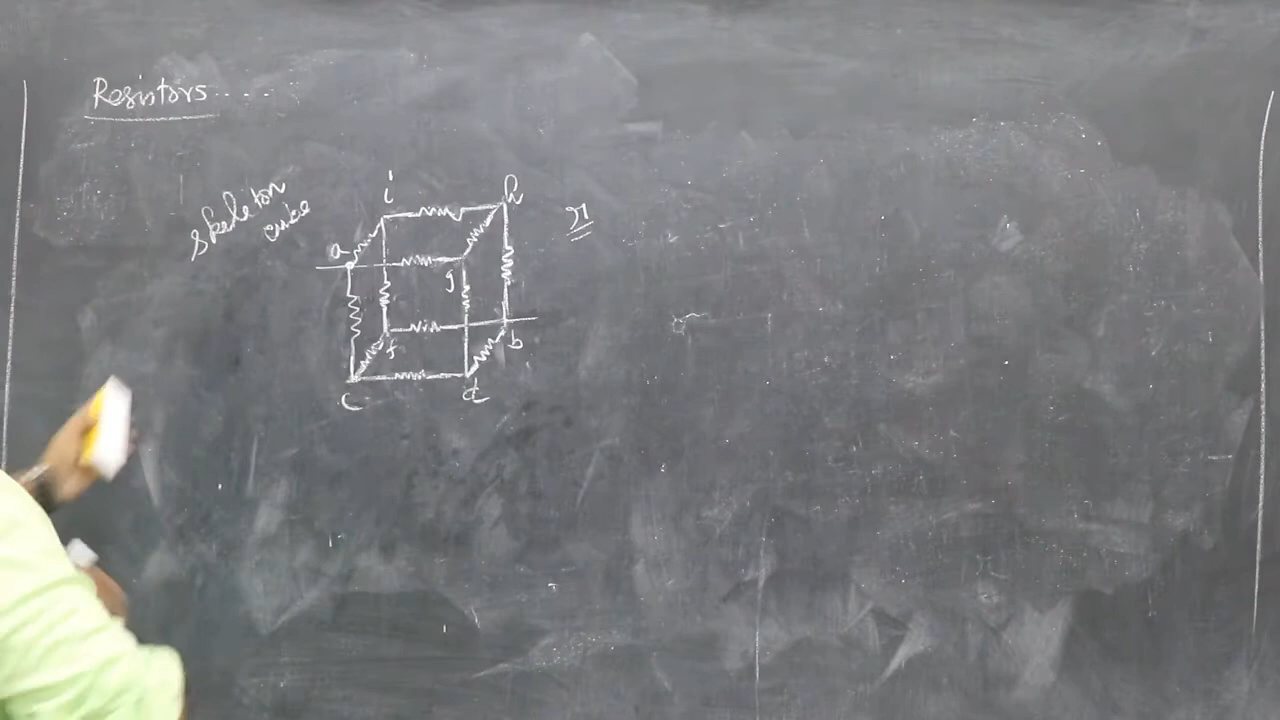 Resistors.....
skeleton
cube
i
h
r
a
g
f
b
c
d